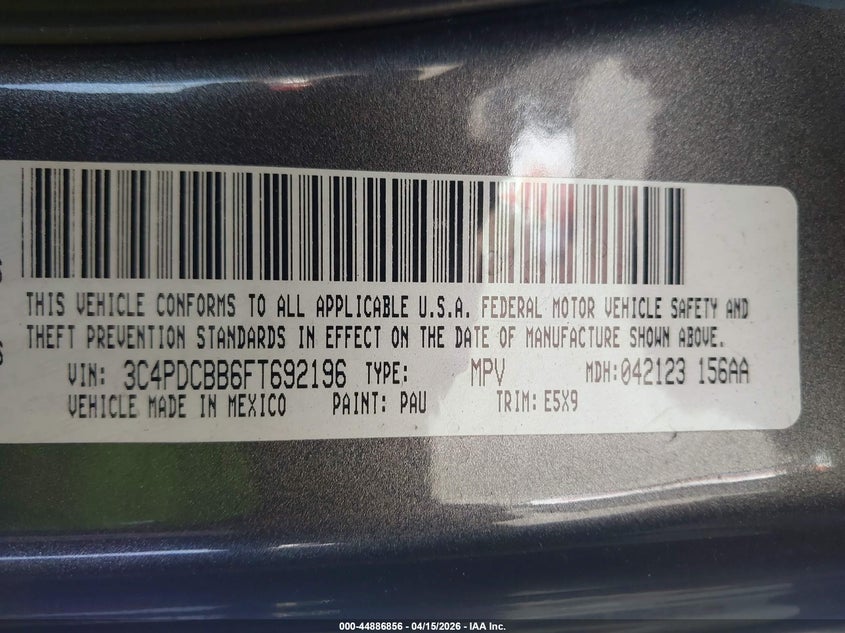 THIS VEHICLE CONFORMS TO ALL APPLICABLE U.S.A. FEDERAL MOTOR VEHICLE SAFETY AND
THEFT PREVENTION STANDARDS IN EFFECT ON THE DATE OF MANUFACTURE SHOWN ABOVE.
VIN: 3C4PDCBB6FT692196 TYPE: MPV MDH:042123 156AA
VEHICLE MADE IN MEXICO PAINT: PAU TRIM: E5X9
000-44886856 - 04/15/2026 - IAA Inc.